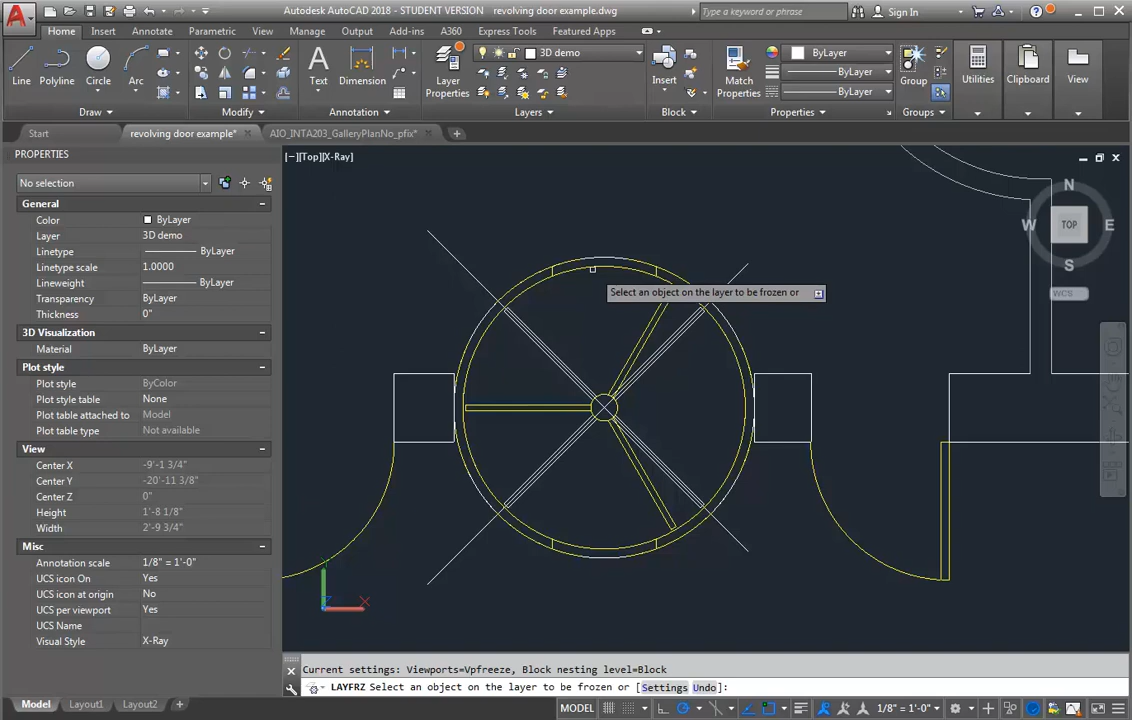 Autodesk AutoCAD 2018 - STUDENT VERSION revolving door example.dwg Type a keyword or phrase Sign In
Home Insert Annotate Parametric View Manage Output Add-ins A360 Express Tools Featured Apps
3D demo
ByLayer
ByLayer
ByLayer
Line Polyline Circle Arc Text Dimension Layer Properties Insert Match Properties Group Utilities Clipboard View
Draw Modify Annotation Layers Block Properties Groups
Start revolving door example* AIO_INTA203_GalleryPlanNo_pfix*
PROPERTIES
[−][Top][X-Ray]
No selection
General
Color ByLayer
Layer 3D demo
Linetype ByLayer
Linetype scale 1.0000
Lineweight ByLayer
Transparency ByLayer
Thickness 0"
3D Visualization
Material ByLayer
Plot style
Plot style ByColor
Plot style table None
Plot table attached to Model
Plot table type Not available
View
Center X -9'-1 3/4"
Center Y -20'-11 3/8"
Center Z 0"
Height 1'-8 1/8"
Width 2'-9 3/4"
Misc
Annotation scale 1/8" = 1'-0"
UCS icon On Yes
UCS icon at origin No
UCS per viewport Yes
UCS Name
Visual Style X-Ray
N
W TOP E
S
WCS
Select an object on the layer to be frozen or
X
Current settings: Viewports=Vpfreeze, Block nesting level=Block
LAYFRZ Select an object on the layer to be frozen or [Settings Undo]:
Model Layout1 Layout2 + MODEL 1/8" = 1'-0"